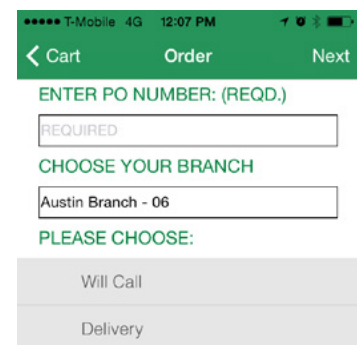 T-Mobile 4G 12:07 PM
Cart Order Next
ENTER PO NUMBER: (REQD.)
REQUIRED
CHOOSE YOUR BRANCH
Austin Branch - 06
PLEASE CHOOSE:
Will Call
Delivery